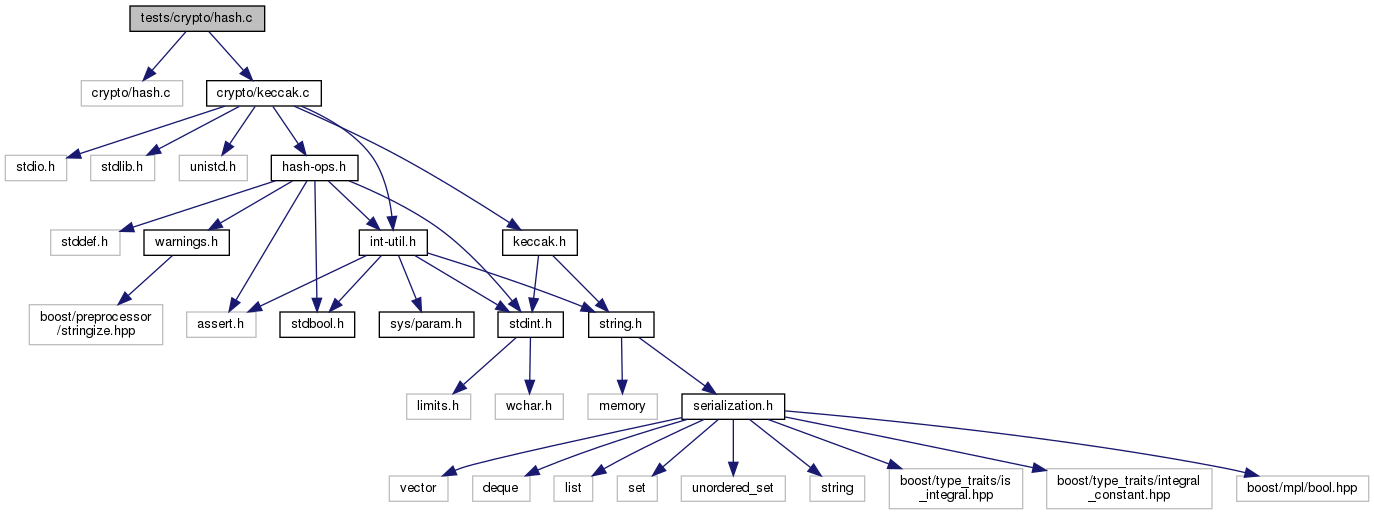 tests/crypto/hash.c
crypto/hash.c
crypto/keccak.c
stdio.h
stdlib.h
unistd.h
hash-ops.h
stddef.h
warnings.h
int-util.h
keccak.h
boost/preprocessor
/stringize.hpp
assert.h
stdbool.h
sys/param.h
stdint.h
string.h
limits.h
wchar.h
memory
serialization.h
vector
deque
list
set
unordered_set
string
boost/type_traits/is
_integral.hpp
boost/type_traits/integral
_constant.hpp
boost/mpl/bool.hpp